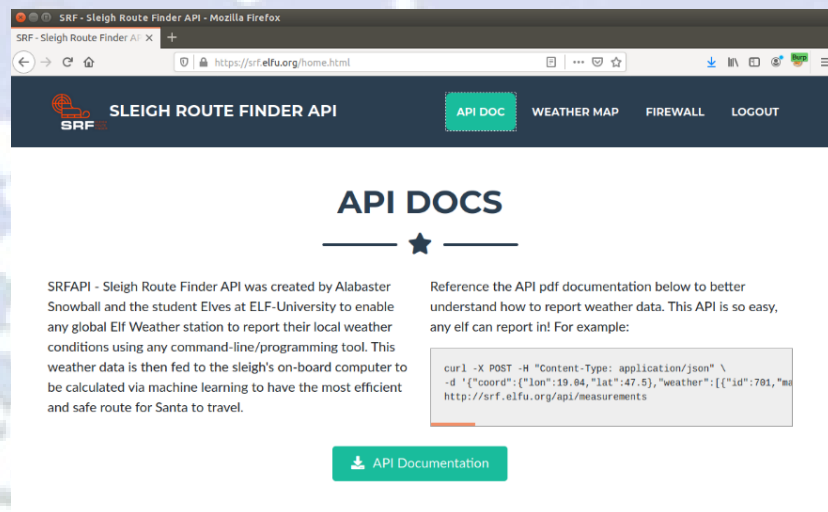 SRF - Sleigh Route Finder API - Mozilla Firefox
SRF - Sleigh Route Finder AP
https://srf.elfu.org/home.html
Burp
SRF
SLEIGH ROUTE FINDER API
API DOC
WEATHER MAP
FIREWALL
LOGOUT
API DOCS
SRFAPI - Sleigh Route Finder API was created by Alabaster
Snowball and the student Elves at ELF-University to enable
any global Elf Weather station to report their local weather
conditions using any command-line/programming tool. This
weather data is then fed to the sleigh's on-board computer to
be calculated via machine learning to have the most efficient
and safe route for Santa to travel.
Reference the API pdf documentation below to better
understand how to report weather data. This API is so easy,
any elf can report in! For example:
curl -X POST -H "Content-Type: application/json" \
-d '{"coord":{"lon":19.04,"lat":47.5},"weather":[{"id":701,"ma
http://srf.elfu.org/api/measurements
API Documentation